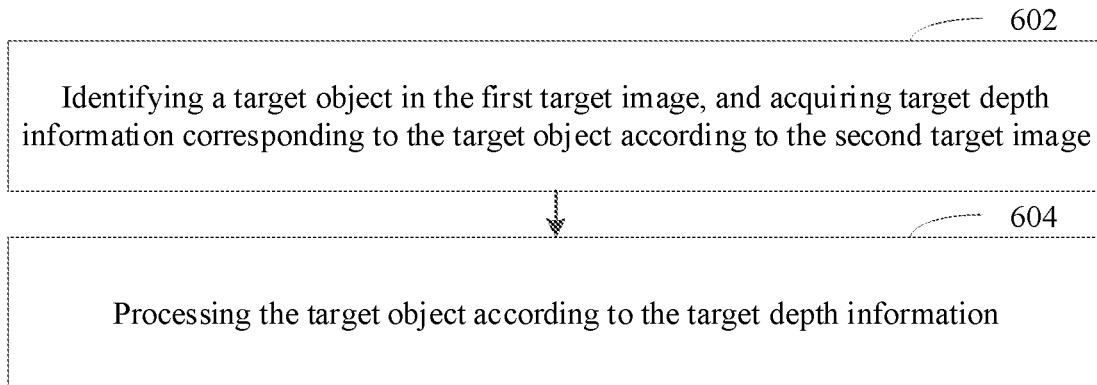 602
Identifying a target object in the first target image, and acquiring target depth
information corresponding to the target object according to the second target image
604
Processing the target object according to the target depth information